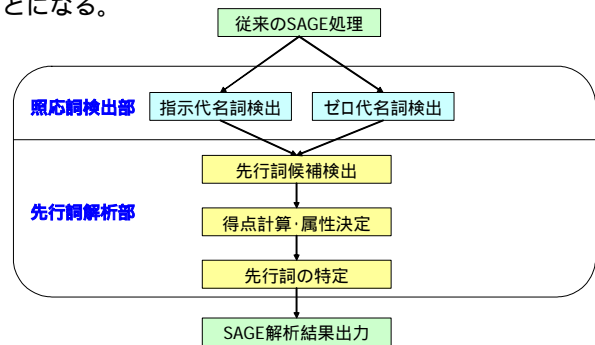 とになる。
従来のSAGE処理
照応詞検出部
指示代名詞検出
ゼロ代名詞検出
先行詞候補検出
先行詞解析部
得点計算・属性決定
先行詞の特定
SAGE解析結果出力